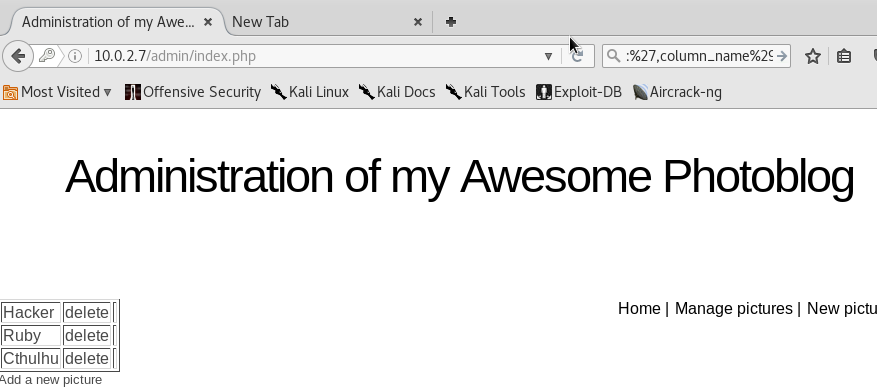 Administration of my Awe... × New Tab ×
10.0.2.7/admin/index.php :%27,column_name%29
Most Visited Offensive Security Kali Linux Kali Docs Kali Tools Exploit-DB Aircrack-ng
Administration of my Awesome Photoblog
Home | Manage pictures | New pictu
Hacker delete
Ruby delete
Cthulhu delete
Add a new picture